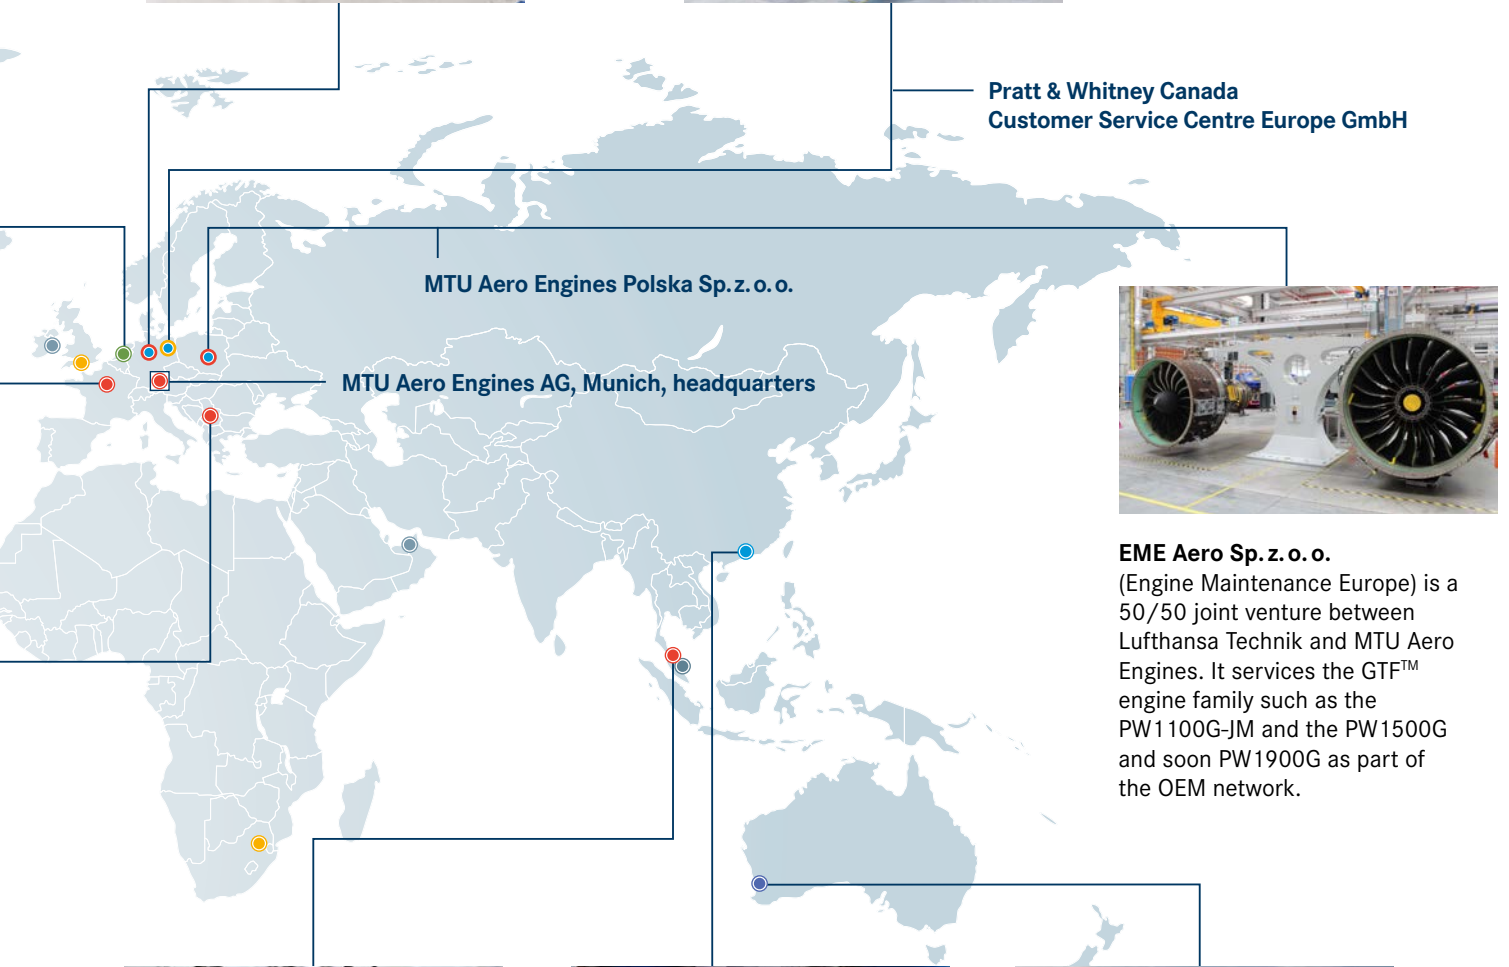 Pratt & Whitney Canada
Customer Service Centre Europe GmbH
MTU Aero Engines Polska Sp. z. o. o.
MTU Aero Engines AG, Munich, headquarters
EME Aero Sp. z. o. o.
(Engine Maintenance Europe) is a
50/50 joint venture between
Lufthansa Technik and MTU Aero
Engines. It services the GTF™
engine family such as the
PW1100G-JM and the PW1500G
and soon PW1900G as part of
the OEM network.